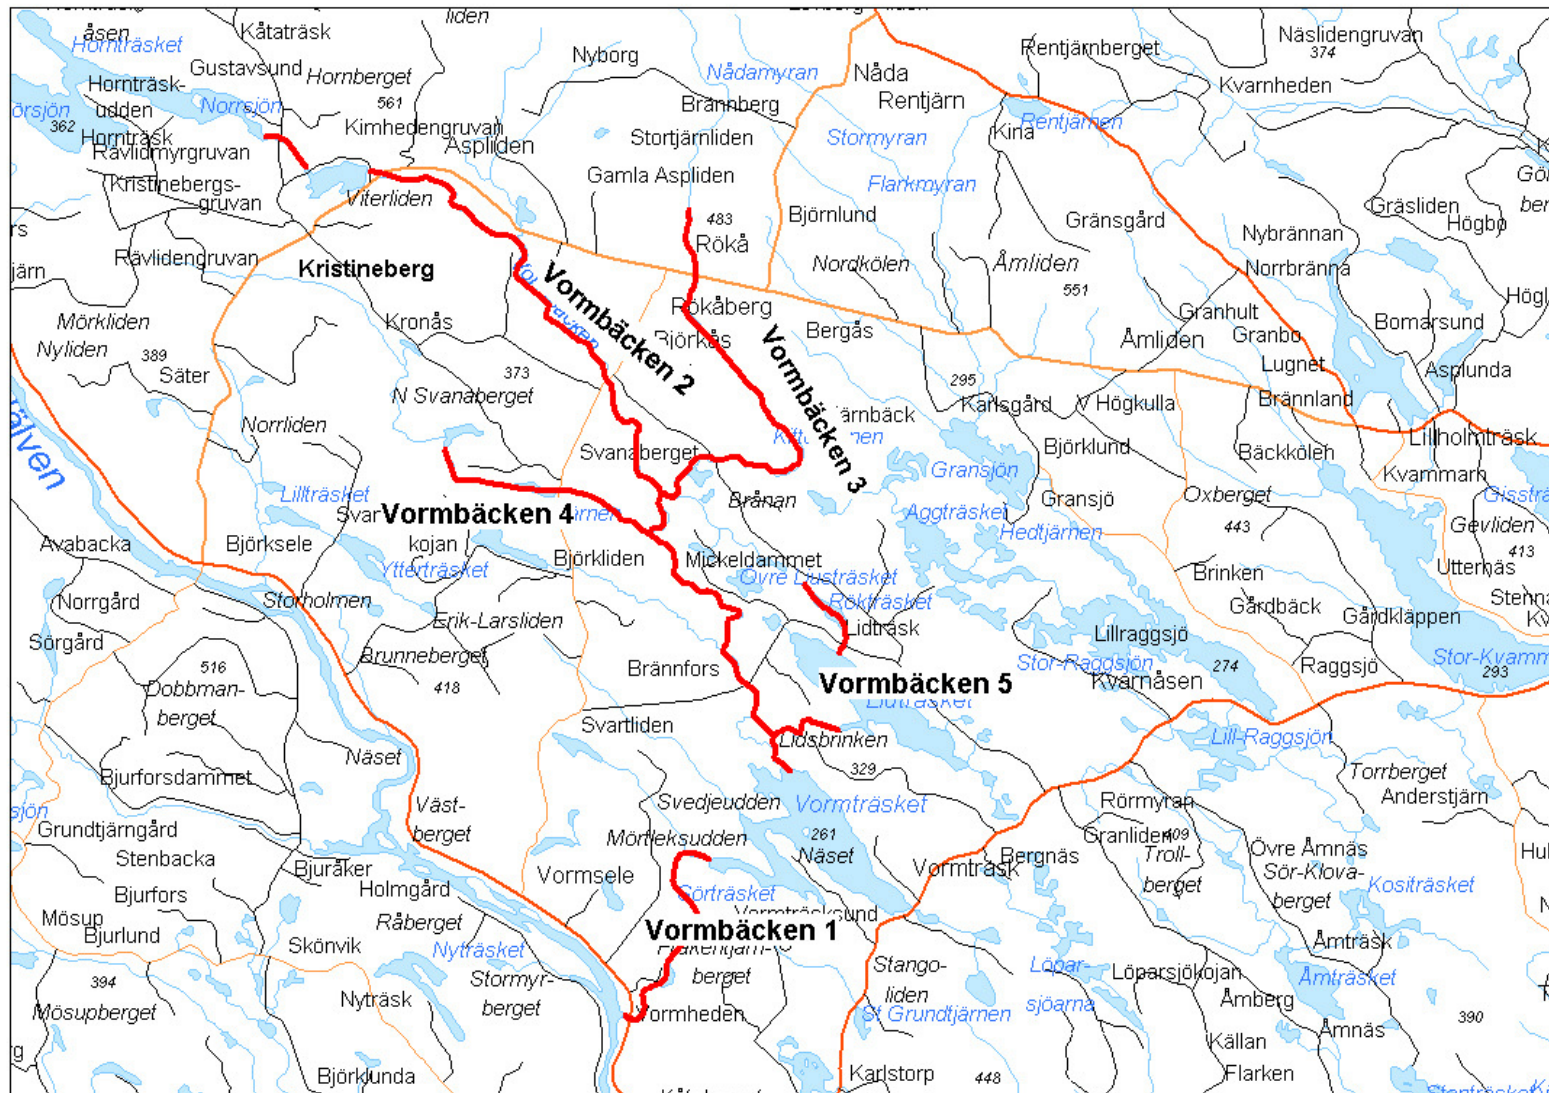 åsen
Kåtaträsk
liden
Näslidengruvan
374
Hornträsket
Nyborg
Rentjärnberget
Gustavsund
Hornberget
561
Nådamyran
Nåda
Rentjärn
Kvarnheden
Hornträsk-
udden
Norrsjön
Brännberg
örsjön
362
Kimhedengruvan
Stortjärnliden
Stormyran
Kina
Rentjärnen
Hornträsk
Aspliden
Rävlidmyrgruvan
Gamla Aspliden
Flarkmyran
Kristinebergs-
gruvan
Viterliden
483
Björnlund
Gränsgård
Gräsliden
Högbo
Rökå
Nybrännan
Rävlidengruvan
Kristineberg
Nordkölen
Åmliden
551
Norrbränna
Mörkliden
Kronås
Vormbäcken 2
Rökåberg
Björkås
Bergås
Granhult
Bomarsund
Nyliden
389
Säter
373
Vormbäcken 3
Åmliden
Granbo
Lugnet
Asplunda
N Svanaberget
295
Karlsgård
V Högkulla
Brännland
Norrliden
Svanaberget
ärnbäck
Björklund
Bäckkölen
Lillholmträsk
älven
Gransjön
Kvammarn
Lillträsket
Brånan
Gransjö
Oxberget
443
Vormbäcken 4
Aggträsket
Hedtjärnen
Gevliden
413
Avabacka
Björksele
kojan
Björkliden
Mickeldammet
Utternäs
Ytterträsket
Övre Ljusträsket
Brinken
Norrgård
Storholmen
Rökträsket
Gårdbäck
Gårdkläppen
Sörgård
Erik-Larsliden
Lidträsk
Lillraggsjö
516
Brunneberget
Brännfors
Stor-Raggsjön
274
Raggsjö
Stor-Kvamm
293
Dobbman-
berget
418
Vormbäcken 5
Kvarnåsen
Svartliden
Lidsbrinken
Lill-Raggsjön
Näset
329
Bjurforsdammet
Torrberget
Anderstjärn
Väst-
berget
Svedjeudden
Vormträsket
Rörmyran
Grundtjärngård
Mörtleksudden
261
Granliden
409
Stenbacka
Näset
Bergnäs
Troll-
berget
Övre Åmnäs
Bjuråker
Vormsele
Vormträsk
Sör-Klova-
berget
Kositräsket
Bjurfors
Holmgård
Mösup
Råberget
Bjurlund
Vormbäcken 1
Skönvik
Nyträsket
berget
Stango-
liden
Löpar-
sjöarna
Löparsjökojan
Åmträsk
394
Nyträsk
Stormyr-
berget
Åmträsket
Mösupberget
Vormheden
St Grundtjärnen
Åmberg
Åmnäs
390
Källan
Björklunda
Karlstorp
448
Flarken